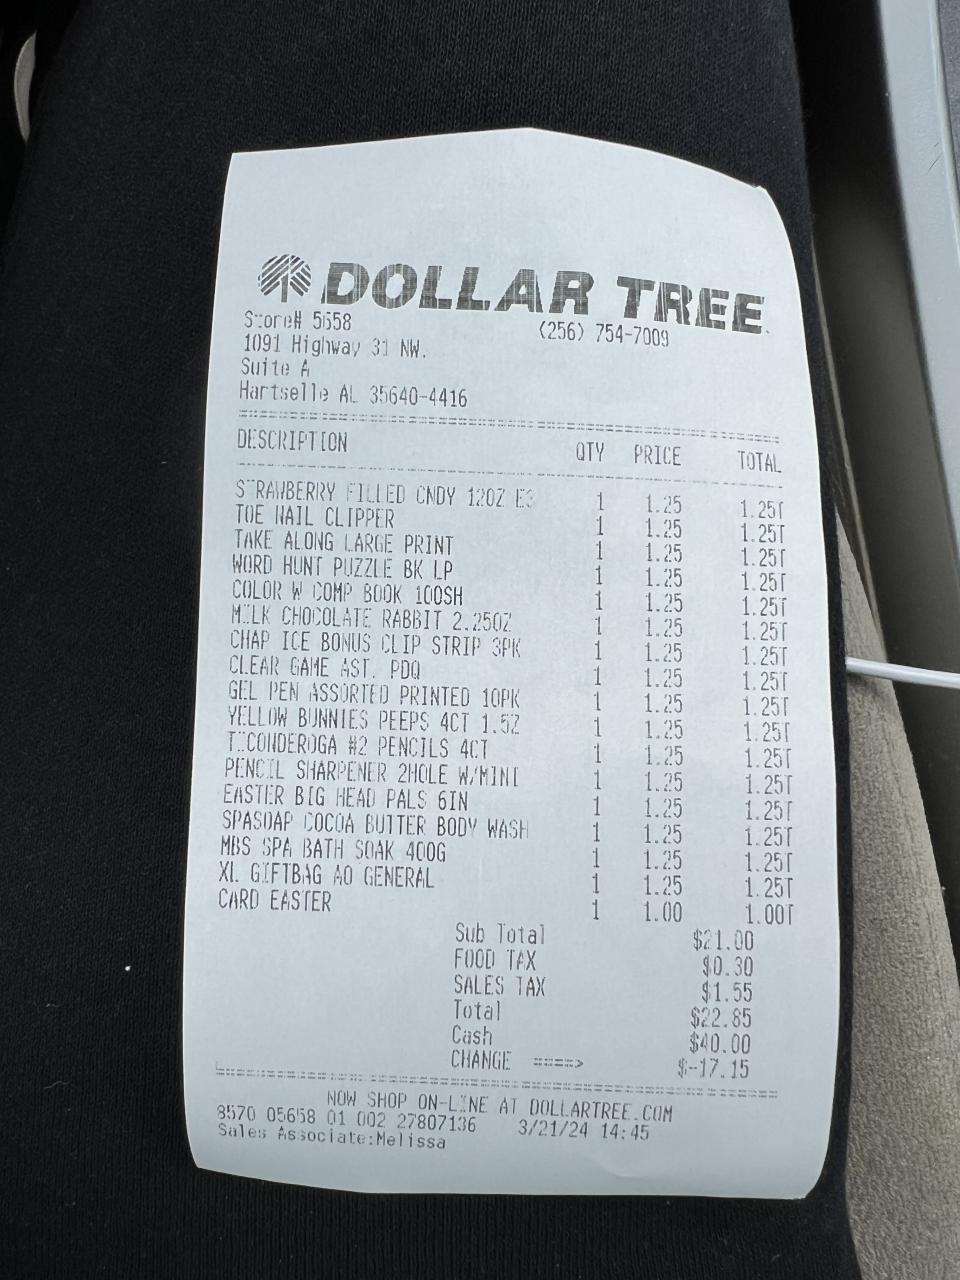 DOLLAR TREE.
Store# 5658 (256) 754-7009
1091 Highway 31 NW.
Suite A
Hartselle AL 35640-4416
DESCRIPTION QTY PRICE TOTAL
STRAWBERRY FILLED CNDY 12OZ E3 1 1.25 1.25T
TOE NAIL CLIPPER 1 1.25 1.25T
TAKE ALONG LARGE PRINT 1 1.25 1.25T
WORD HUNT PUZZLE BK LP 1 1.25 1.25T
COLOR W COMP BOOK 100SH 1 1.25 1.25T
MILK CHOCOLATE RABBIT 2.25OZ 1 1.25 1.25T
CHAP ICE BONUS CLIP STRIP 3PK 1 1.25 1.25T
CLEAR GAME AST. PDQ 1 1.25 1.25T
GEL PEN ASSORTED PRINTED 10PK 1 1.25 1.25T
YELLOW BUNNIES PEEPS 4CT 1.5Z 1 1.25 1.25T
TICONDEROGA #2 PENCILS 4CT 1 1.25 1.25T
PENCIL SHARPENER 2HOLE W/MINI 1 1.25 1.25T
EASTER BIG HEAD PALS 6IN 1 1.25 1.25T
SPASOAP COCOA BUTTER BODY WASH 1 1.25 1.25T
MBS SPA BATH SOAK 400G 1 1.25 1.25T
XL GIFTBAG AO GENERAL 1 1.25 1.25T
CARD EASTER 1 1.00 1.00T
Sub Total $21.00
FOOD TAX $0.30
SALES TAX $1.55
Total $22.85
Cash $40.00
CHANGE ====> $-17.15
NOW SHOP ON-LINE AT DOLLARTREE.COM
8570 05658 01 002 27807136 3/21/24 14:45
Sales Associate:Melissa